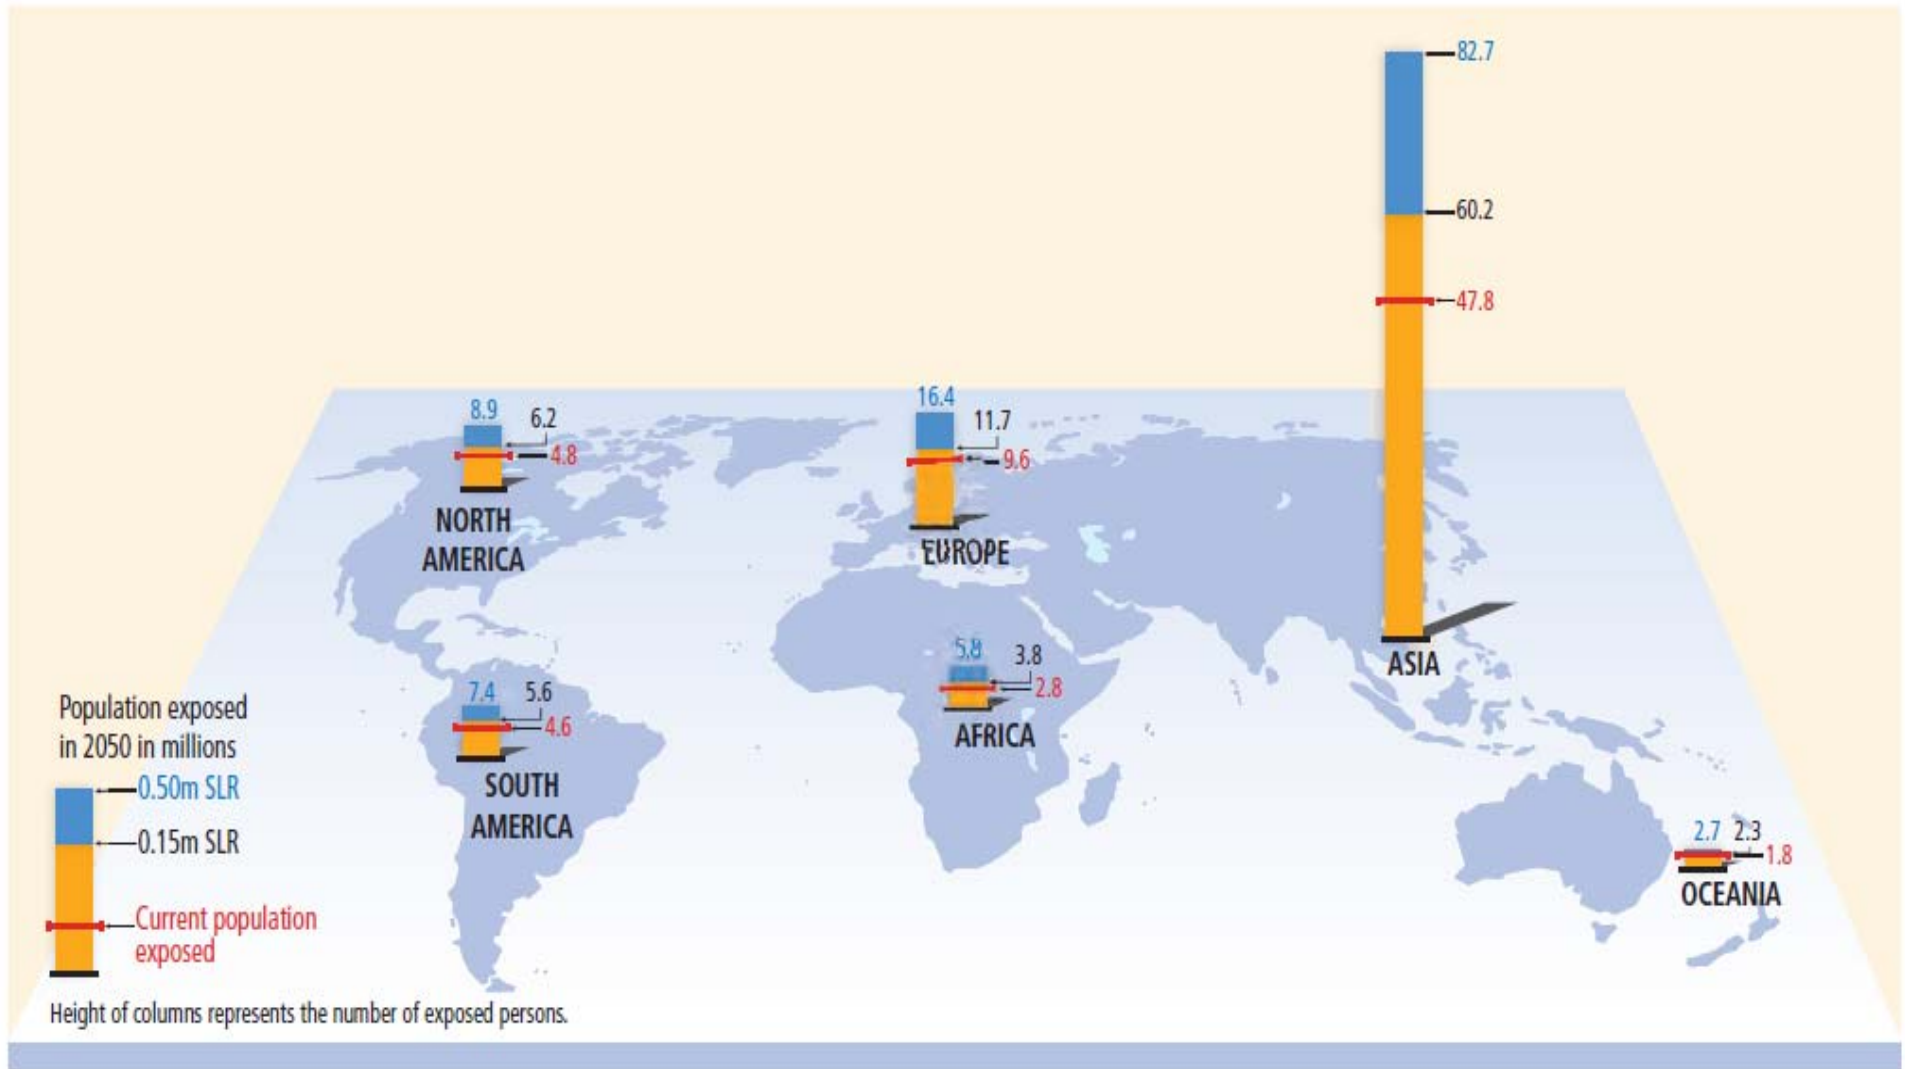 82.7
60.2
47.8
8.9
6.2
4.8
NORTH
AMERICA
16.4
11.7
9.6
EUROPE
ASIA
5.8
3.8
2.8
AFRICA
7.4
5.6
4.6
SOUTH
AMERICA
2.7 2.3
1.8
OCEANIA
Population exposed
in 2050 in millions
0.50m SLR
0.15m SLR
Current population
exposed
Height of columns represents the number of exposed persons.